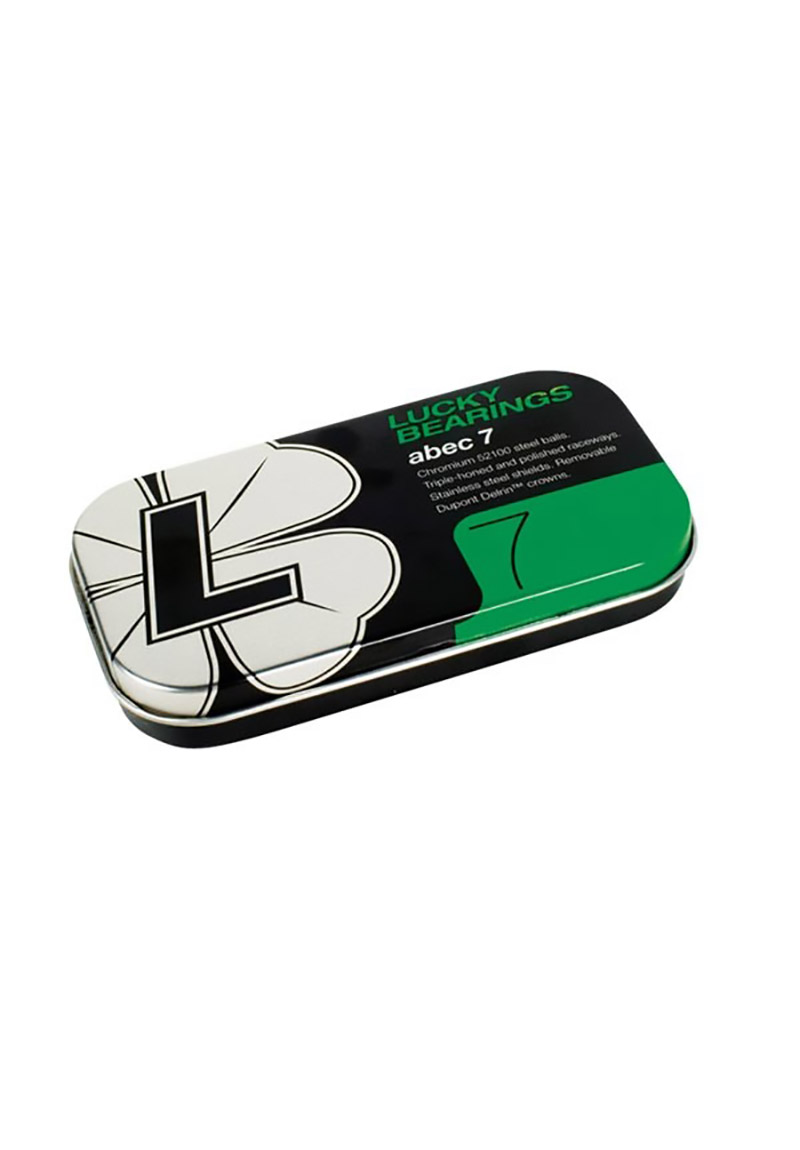 LUCKY
BEARINGS
abec 7
Chromium 52100 steel balls.
Triple-honed and polished raceways.
Stainless steel shields. Removable
Dupont Delrin™ crowns.
7
L